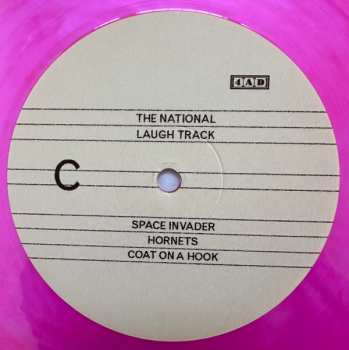 4AD
THE NATIONAL
LAUGH TRACK
C
SPACE INVADER
HORNETS
COAT ON A HOOK